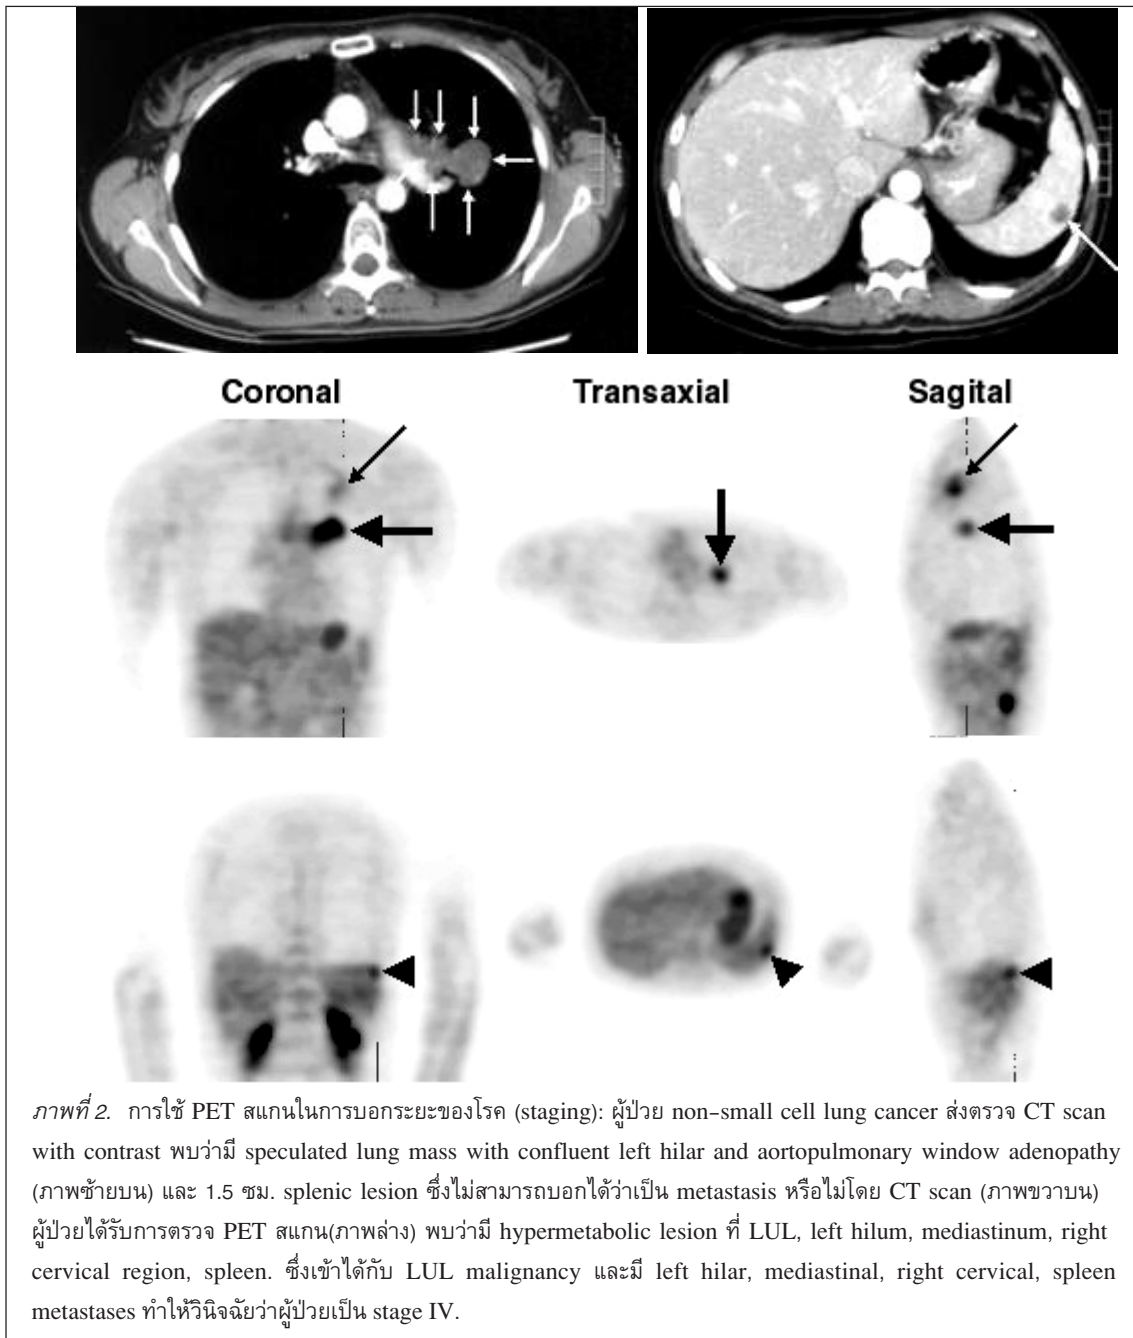 Coronal
Transaxial
Sagital
ภาพที่ 2. การใช้ PET สแกนในการบอกระยะของโรค (staging): ผู้ป่วย non-small cell lung cancer ส่งตรวจ CT scan
with contrast พบว่ามี speculated lung mass with confluent left hilar and aortopulmonary window adenopathy
(ภาพซ้ายบน) และ 1.5 ซม. splenic lesion ซึ่งไม่สามารถบอกได้ว่าเป็น metastasis หรือไม่โดย CT scan (ภาพขวาบน)
ผู้ป่วยได้รับการตรวจ PET สแกน(ภาพล่าง) พบว่ามี hypermetabolic lesion ที่ LUL, left hilum, mediastinum, right
cervical region, spleen. ซึ่งเข้าได้กับ LUL malignancy และมี left hilar, mediastinal, right cervical, spleen
metastases ทำให้วินิจฉัยว่าผู้ป่วยเป็น stage IV.